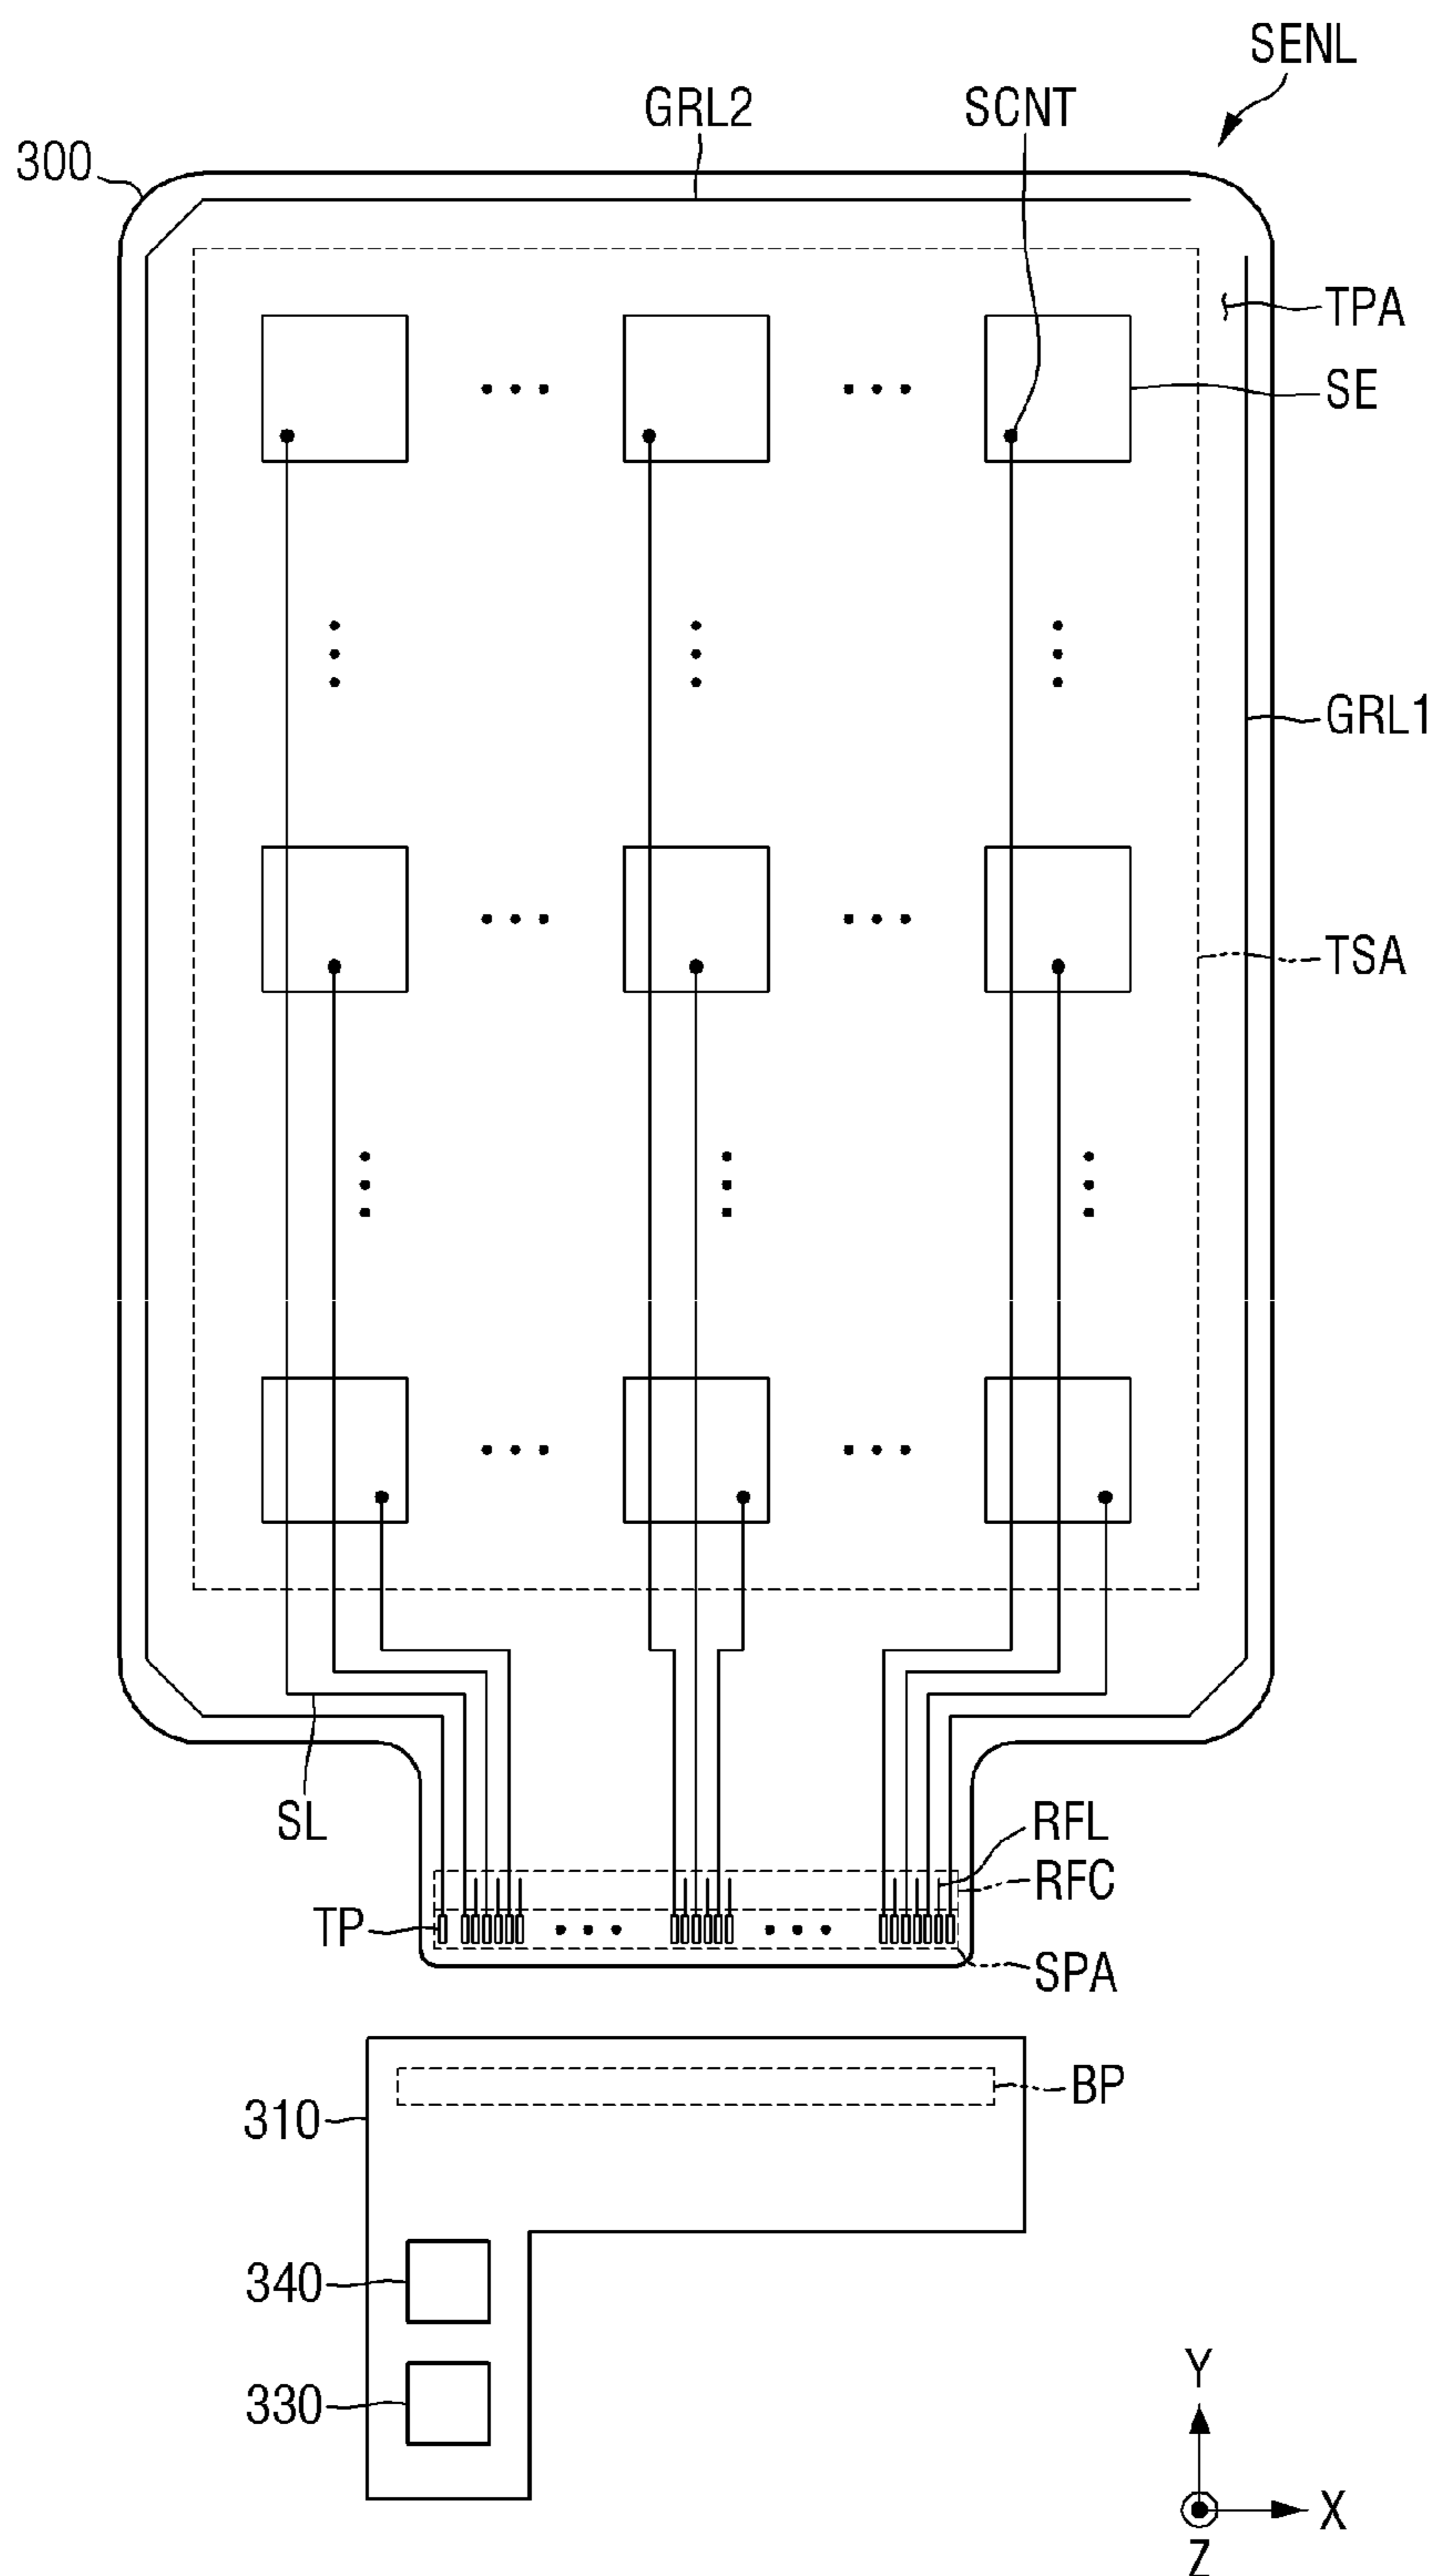 SENL
GRL2
SCNT
300
TPA
SE
GRL1
TSA
SL
RFL
RFC
TP
SPA
BP
310
340
330
Y
X
Z